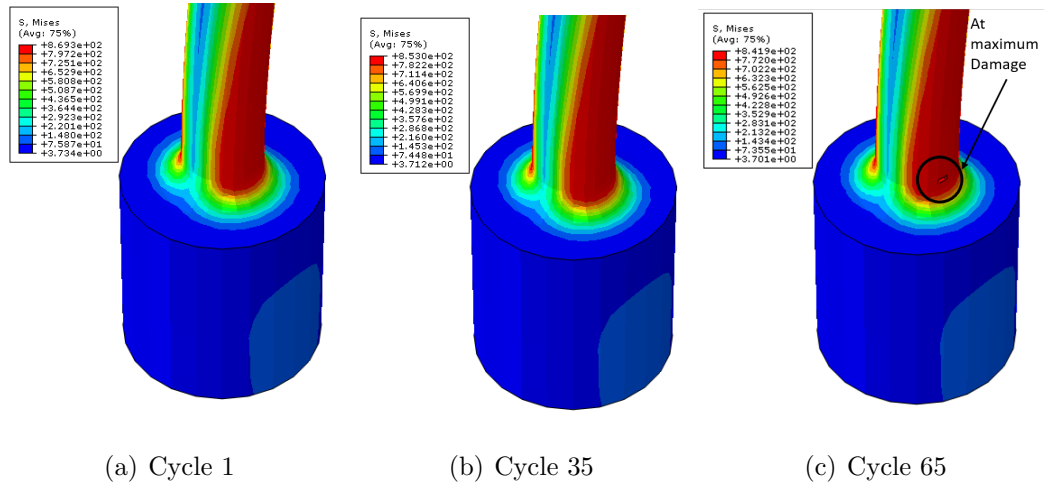 S, Mises
(Avg: 75%)
+8.693e+02
+7.972e+02
+7.251e+02
+6.529e+02
+5.808e+02
+5.087e+02
+4.365e+02
+3.644e+02
+2.923e+02
+2.201e+02
+1.480e+02
+7.587e+01
+3.734e+00
S, Mises
(Avg: 75%)
+8.530e+02
+7.822e+02
+7.114e+02
+6.406e+02
+5.699e+02
+4.991e+02
+4.283e+02
+3.576e+02
+2.868e+02
+2.160e+02
+1.453e+02
+7.448e+01
+3.712e+00
S, Mises
(Avg: 75%)
+8.419e+02
+7.720e+02
+7.022e+02
+6.323e+02
+5.625e+02
+4.926e+02
+4.228e+02
+3.529e+02
+2.831e+02
+2.132e+02
+1.434e+02
+7.355e+01
+3.701e+00
At
maximum
Damage
(a) Cycle 1
(b) Cycle 35
(c) Cycle 65